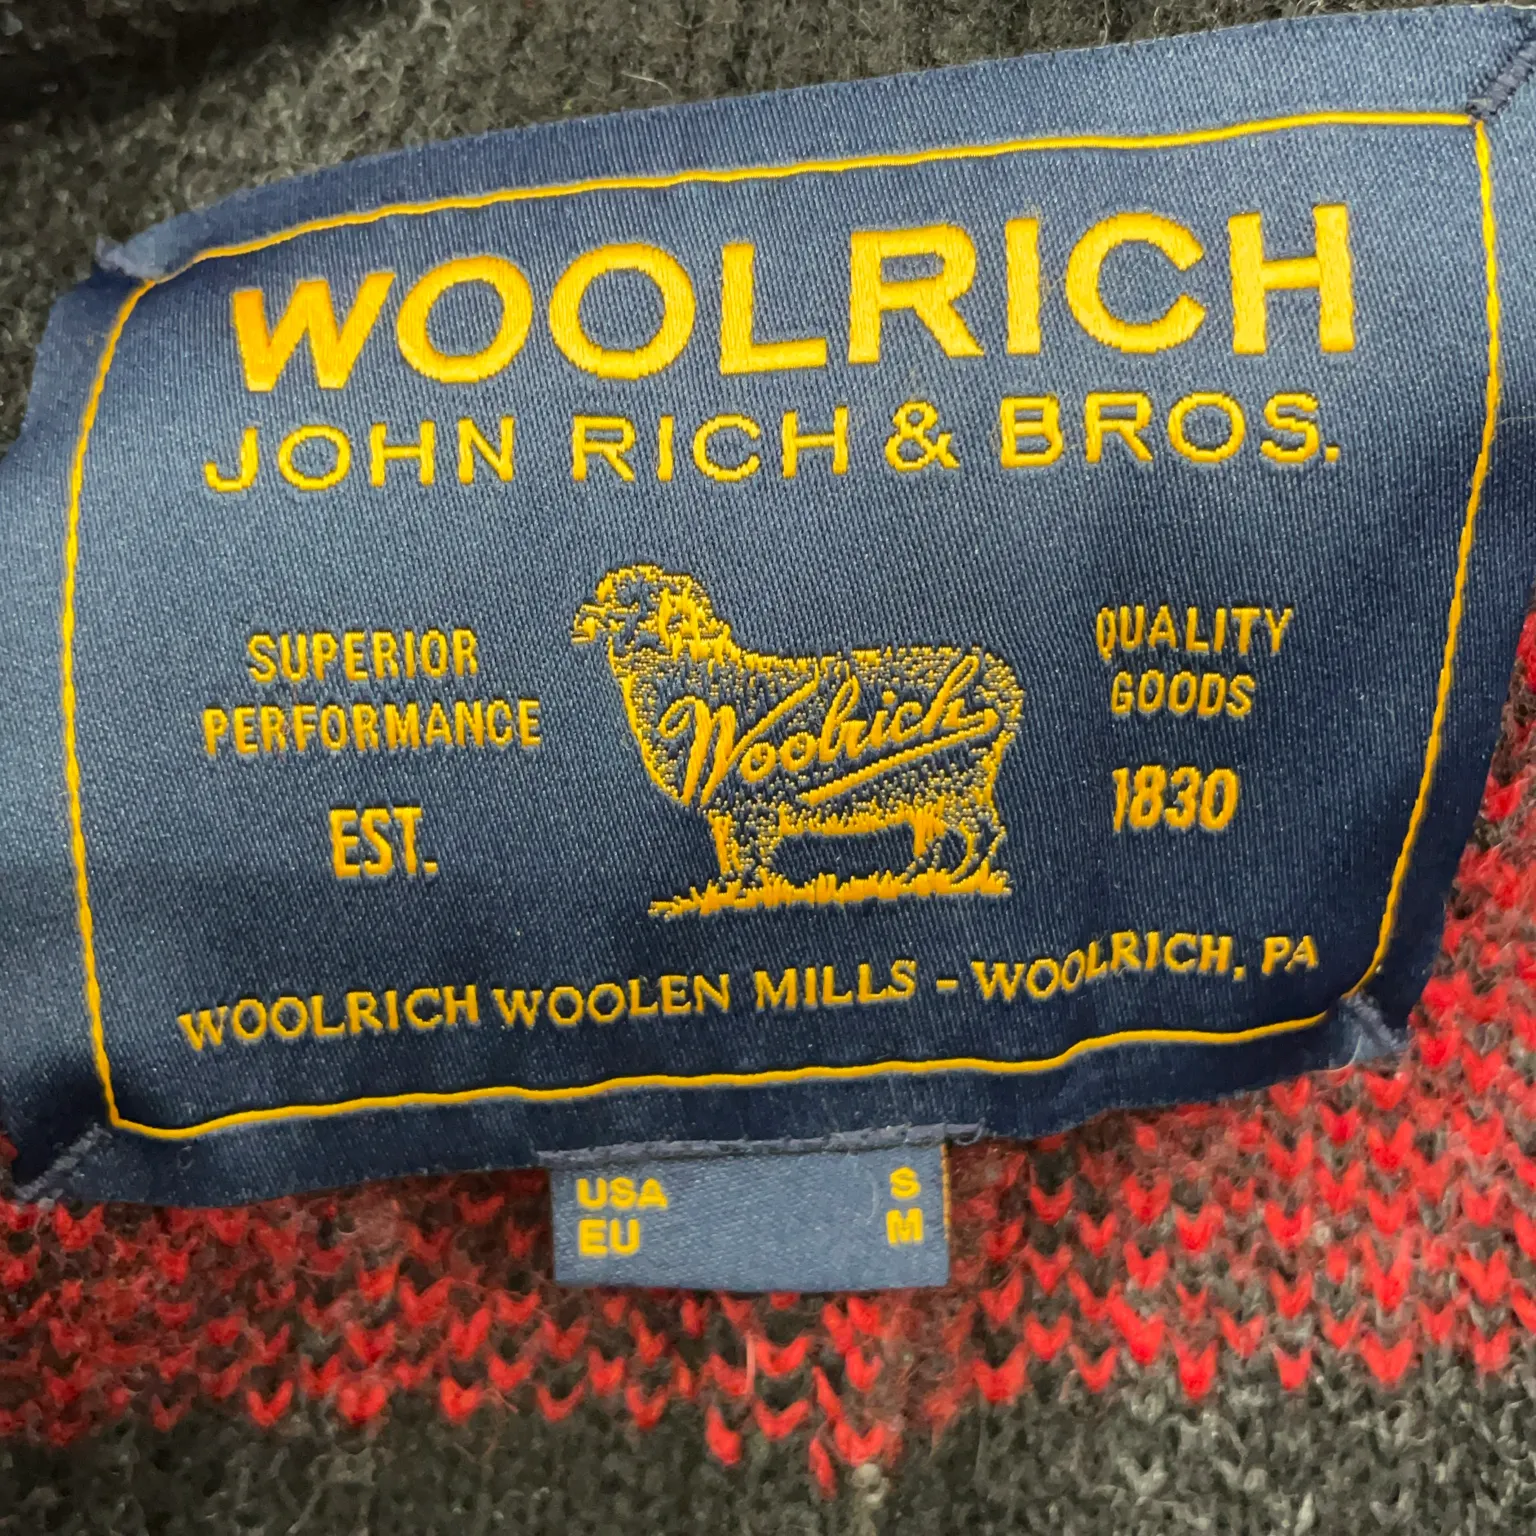 WOOLRICH
JOHN RICH & BROS.
SUPERIOR
PERFORMANCE
EST.
Woolrich
QUALITY
GOODS
1830
WOOLRICH WOOLEN MILLS - WOOLRICH, PA
USA S
EU M